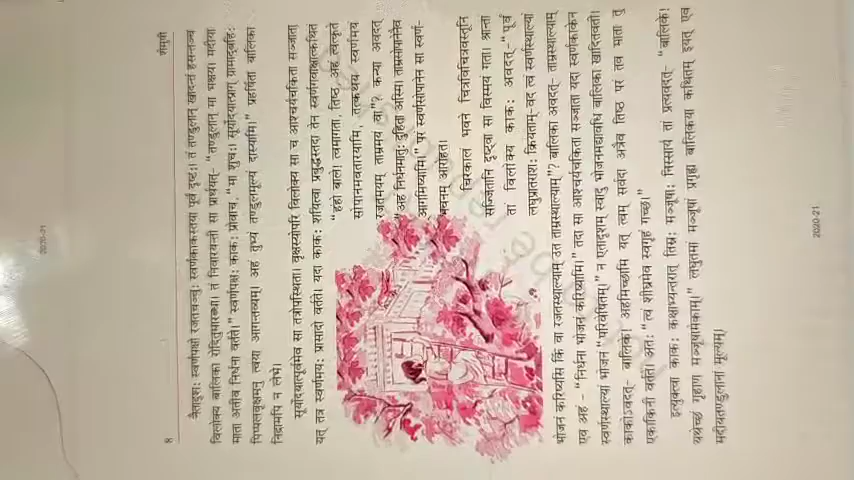 8
शेमुषी
नैतादृशः स्वर्णपक्षो रजतचञ्चुः स्वर्णकाकस्तया पूर्वं दृष्टः। तं तण्डुलान् खादन्तं हसन्तञ्च
विलोक्य बालिका रोदितुमारब्धा। तं निवारयन्ती सा प्रार्थयत्- "तण्डुलान् मा भक्षय। मदीया
माता अतीव निर्धना वर्तते।" स्वर्णपक्षः काकः प्रोवाच, "मा शुचः। सूर्योदयात्प्राग् ग्रामाद्बहिः
पिप्पलवृक्षमनु त्वया आगन्तव्यम्। अहं तुभ्यं तण्डुलमूल्यं दास्यामि।" प्रहर्षिता बालिका
निद्रामपि न लेभे।
सूर्योदयात्पूर्वमेव सा तत्रोपस्थिता। वृक्षस्योपरि विलोक्य सा च आश्चर्यचकिता सञ्जाता
यत् तत्र स्वर्णमयः प्रासादो वर्तते। यदा काकः शयित्वा प्रबुद्धस्तदा तेन स्वर्णगवाक्षात्कथितं
"हंहो बाले! त्वमागता, तिष्ठ, अहं त्वत्कृते
सोपानमवतारयामि, तत्कथय स्वर्णमयं
रजतमयम् ताम्रमयं वा"? कन्या अवदत्
"अहं निर्धनमातुः दुहिता अस्मि। ताम्रसोपानेनैव
आगमिष्यामि।" परं स्वर्णसोपानेन सा स्वर्ण-
भवनम् आरोहत।
चिरकालं भवने चित्रविचित्रवस्तूनि
सज्जितानि दृष्ट्वा सा विस्मयं गता। श्रान्तां
तां विलोक्य काकः अवदत्-"पूर्वं
लघुप्रातराशः क्रियताम्-वद त्वं स्वर्णस्थाल्यां
भोजनं करिष्यसि किं वा रजतस्थाल्याम् उत ताम्रस्थाल्याम्"? बालिका अवदत्- ताम्रस्थाल्याम्
एव अहं - "निर्धना भोजनं करिष्यामि।" तदा सा आश्चर्यचकिता सञ्जाता यदा स्वर्णकाकेन
स्वर्णस्थाल्यां भोजनं "परिवेषितम्।" न एतादृशम् स्वादु भोजनमद्यावधि बालिका खादितवती।
काकोऽवदत्- बालिके! अहमिच्छामि यत् त्वम् सर्वदा अत्रैव तिष्ठ परं तव माता तु
एकाकिनी वर्तते। अतः "त्वं शीघ्रमेव स्वगृहं गच्छ।"
इत्युक्त्वा काकः कक्षाभ्यन्तरात् तिस्रः मञ्जूषाः निस्सार्य तां प्रत्यवदत्- "बालिके!
यथेच्छं गृहाण मञ्जूषामेकाम्।" लघुतमां मञ्जूषां प्रगृह्य बालिकया कथितम् इयत् एव
मदीयतण्डुलानां मूल्यम्।
2020-21
2020-21